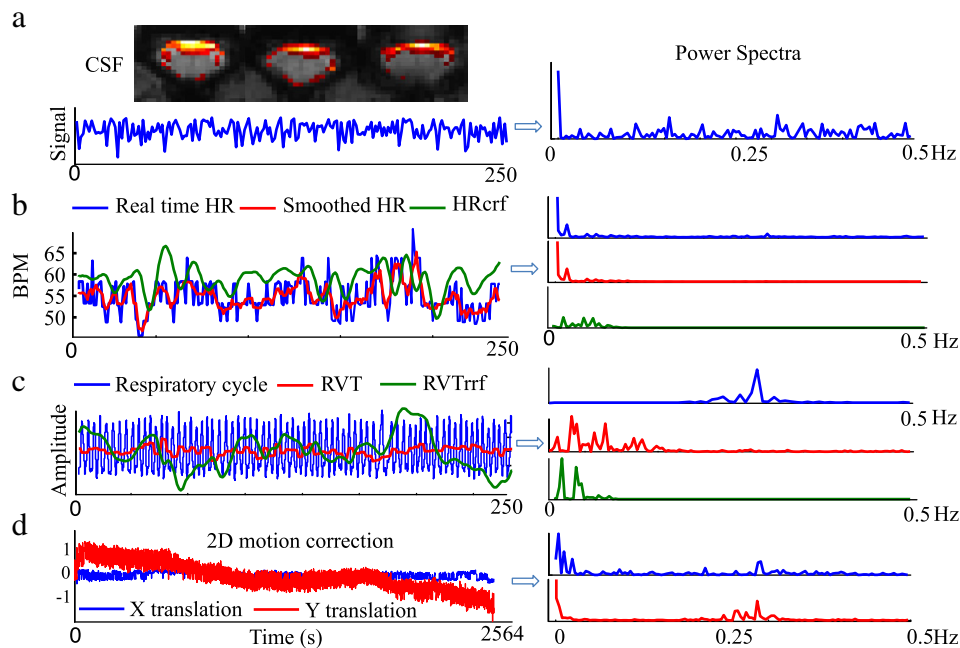 a
CSF
Power Spectra
Signal
0
250
0
0.25
0.5 Hz
b
Real time HR
Smoothed HR
HRcrf
BPM
65
60
55
50
0
250
0
0.5 Hz
c
Respiratory cycle
RVT
RVTrrf
Amplitude
0
250
0.5 Hz
0
0.5 Hz
d
2D motion correction
1
0
-1
X translation
Y translation
0
Time (s)
2564
0
0.25
0.5Hz